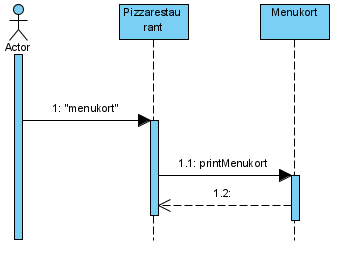 Actor
Pizzarestau
rant
Menukort
1: "menukort"
1.1: printMenukort
1.2: